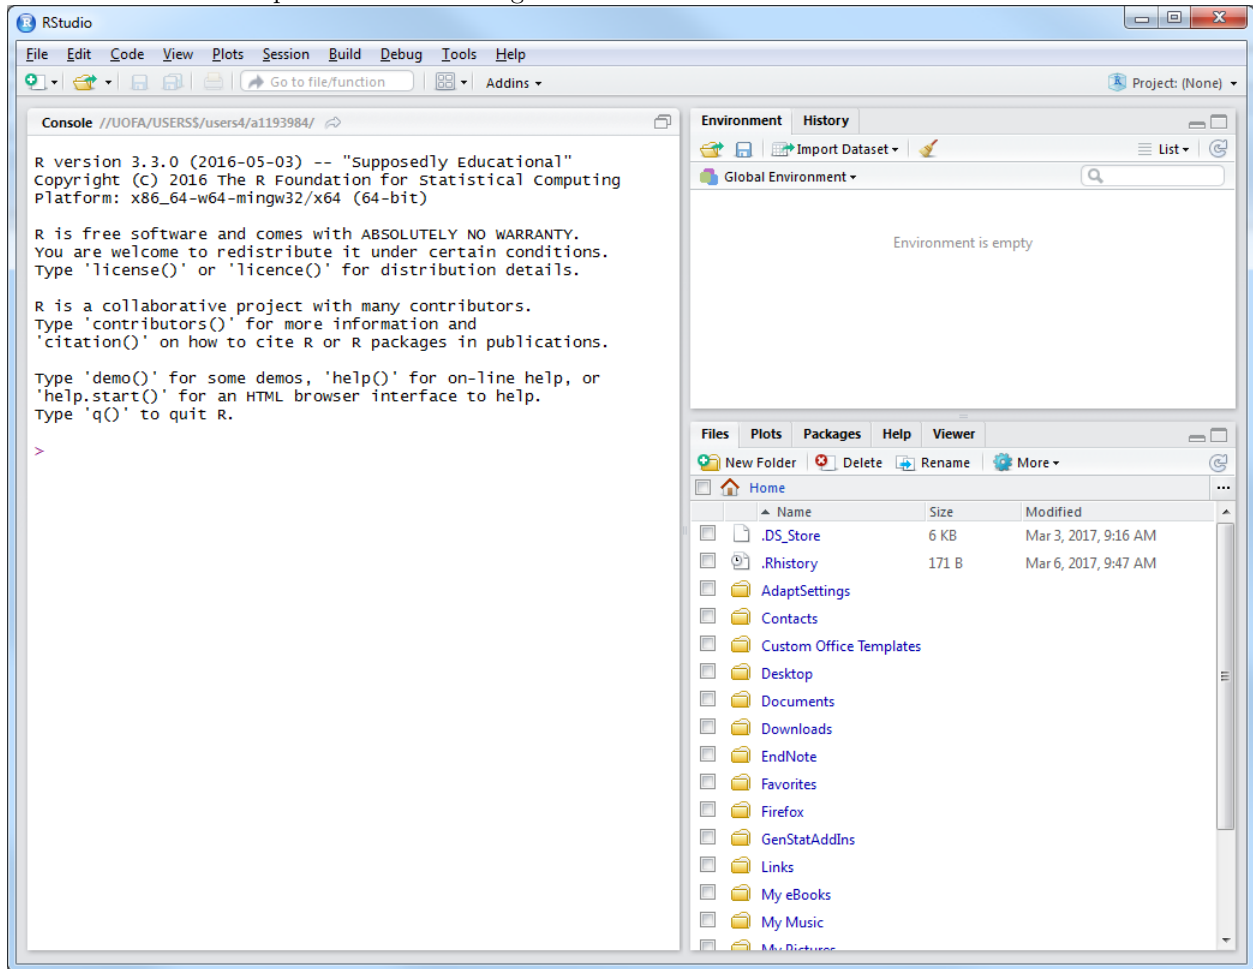 RStudio
File Edit Code View Plots Session Build Debug Tools Help
Go to file/function Addins Project: (None)
Console //UOFA/USERS$/users4/a1193984/
R version 3.3.0 (2016-05-03) -- "Supposedly Educational"
Copyright (C) 2016 The R Foundation for Statistical Computing
Platform: x86_64-w64-mingw32/x64 (64-bit)
R is free software and comes with ABSOLUTELY NO WARRANTY.
You are welcome to redistribute it under certain conditions.
Type 'license()' or 'licence()' for distribution details.
R is a collaborative project with many contributors.
Type 'contributors()' for more information and
'citation()' on how to cite R or R packages in publications.
Type 'demo()' for some demos, 'help()' for on-line help, or
'help.start()' for an HTML browser interface to help.
Type 'q()' to quit R.
>
Environment History
Import Dataset List
Global Environment
Environment is empty
Files Plots Packages Help Viewer
New Folder Delete Rename More
Home ...
Name Size Modified
.DS_Store 6 KB Mar 3, 2017, 9:16 AM
.Rhistory 171 B Mar 6, 2017, 9:47 AM
AdaptSettings
Contacts
Custom Office Templates
Desktop
Documents
Downloads
EndNote
Favorites
Firefox
GenStatAddIns
Links
My eBooks
My Music
My Pictures